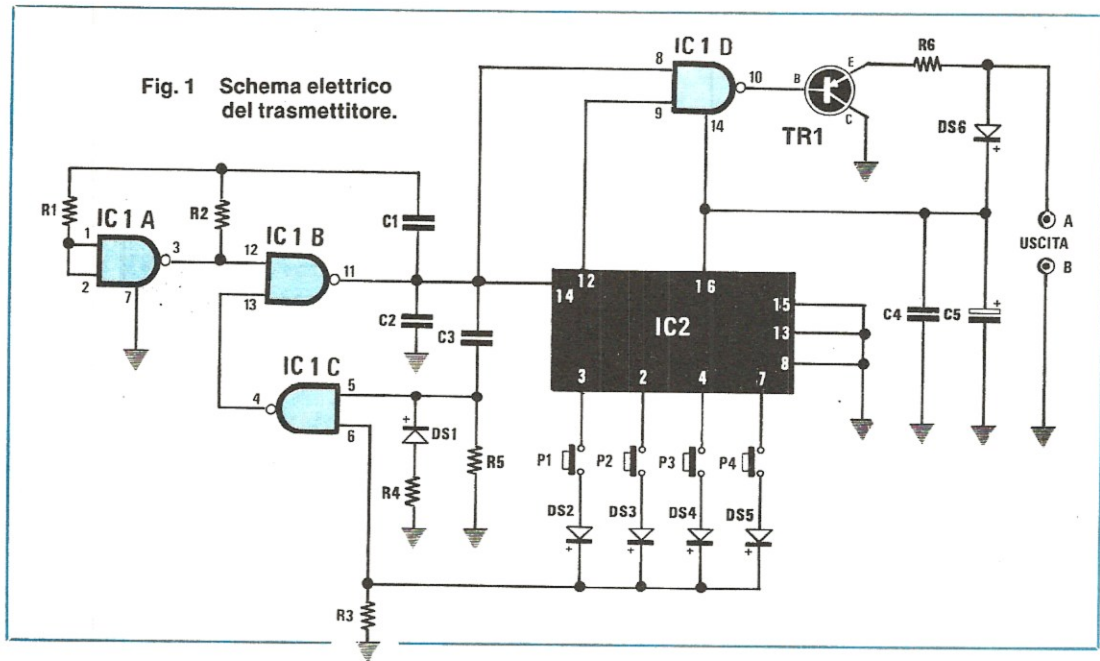 Fig. 1 Schema elettrico
del trasmettitore.
IC 1 D
8
9
10
14
B
E
C
TR1
R6
DS6
+
A
USCITA
B
R1
IC 1 A
1
2
3
7
R2
IC 1 B
12
13
11
C1
C2
C3
IC 1 C
4
5
6
+
DS1
R4
R5
R3
14
12
16
15
13
8
IC2
3
2
4
7
C4
C5
+
P1
P2
P3
P4
DS2
DS3
DS4
DS5
+
+
+
+